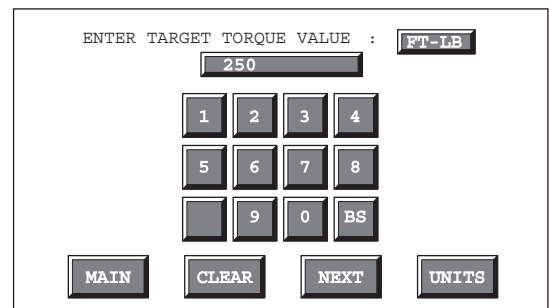 ENTER TARGET TORQUE VALUE : FT-LB
250
1 2 3 4
5 6 7 8
9 0 BS
MAIN CLEAR NEXT UNITS